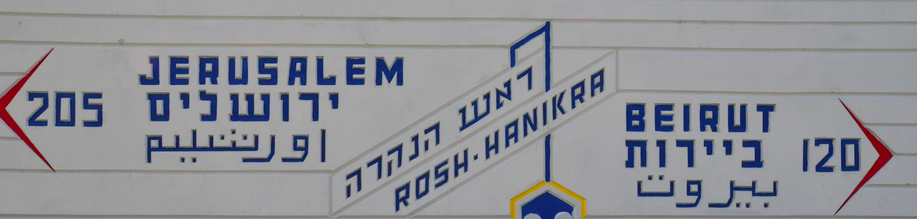 JERUSALEM
205
ירושלים
اورشليم
ראש הנקרה
ROSH-HANIKRA
BEIRUT
ביירות
120
بيروت